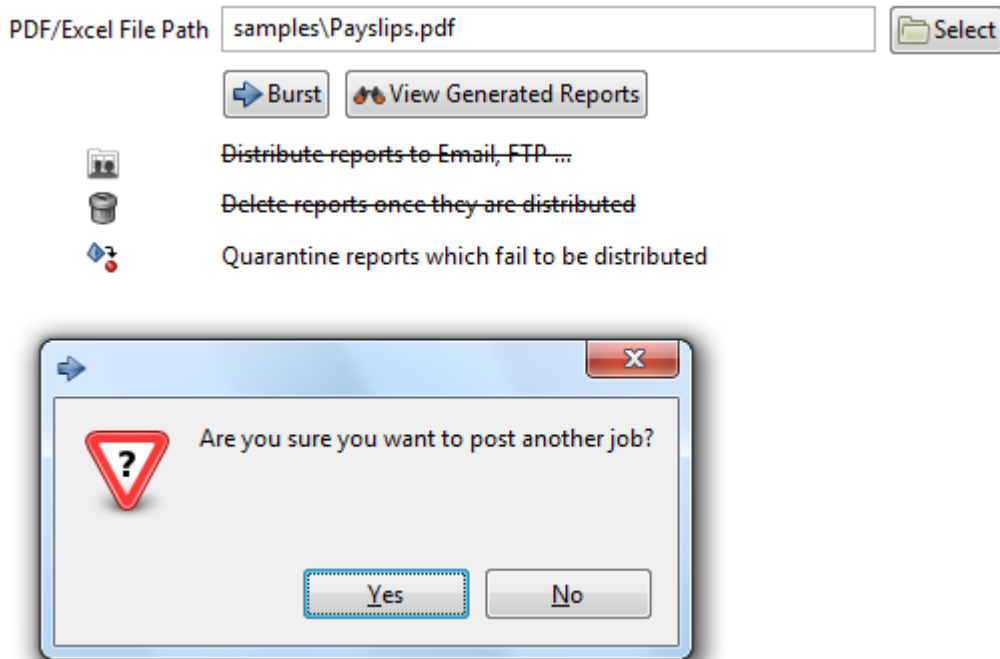 PDF/Excel File Path samples\Payslips.pdf Select
Burst View Generated Reports
Distribute reports to Email, FTP ...
Delete reports once they are distributed
Quarantine reports which fail to be distributed
X
Are you sure you want to post another job?
?
Yes No